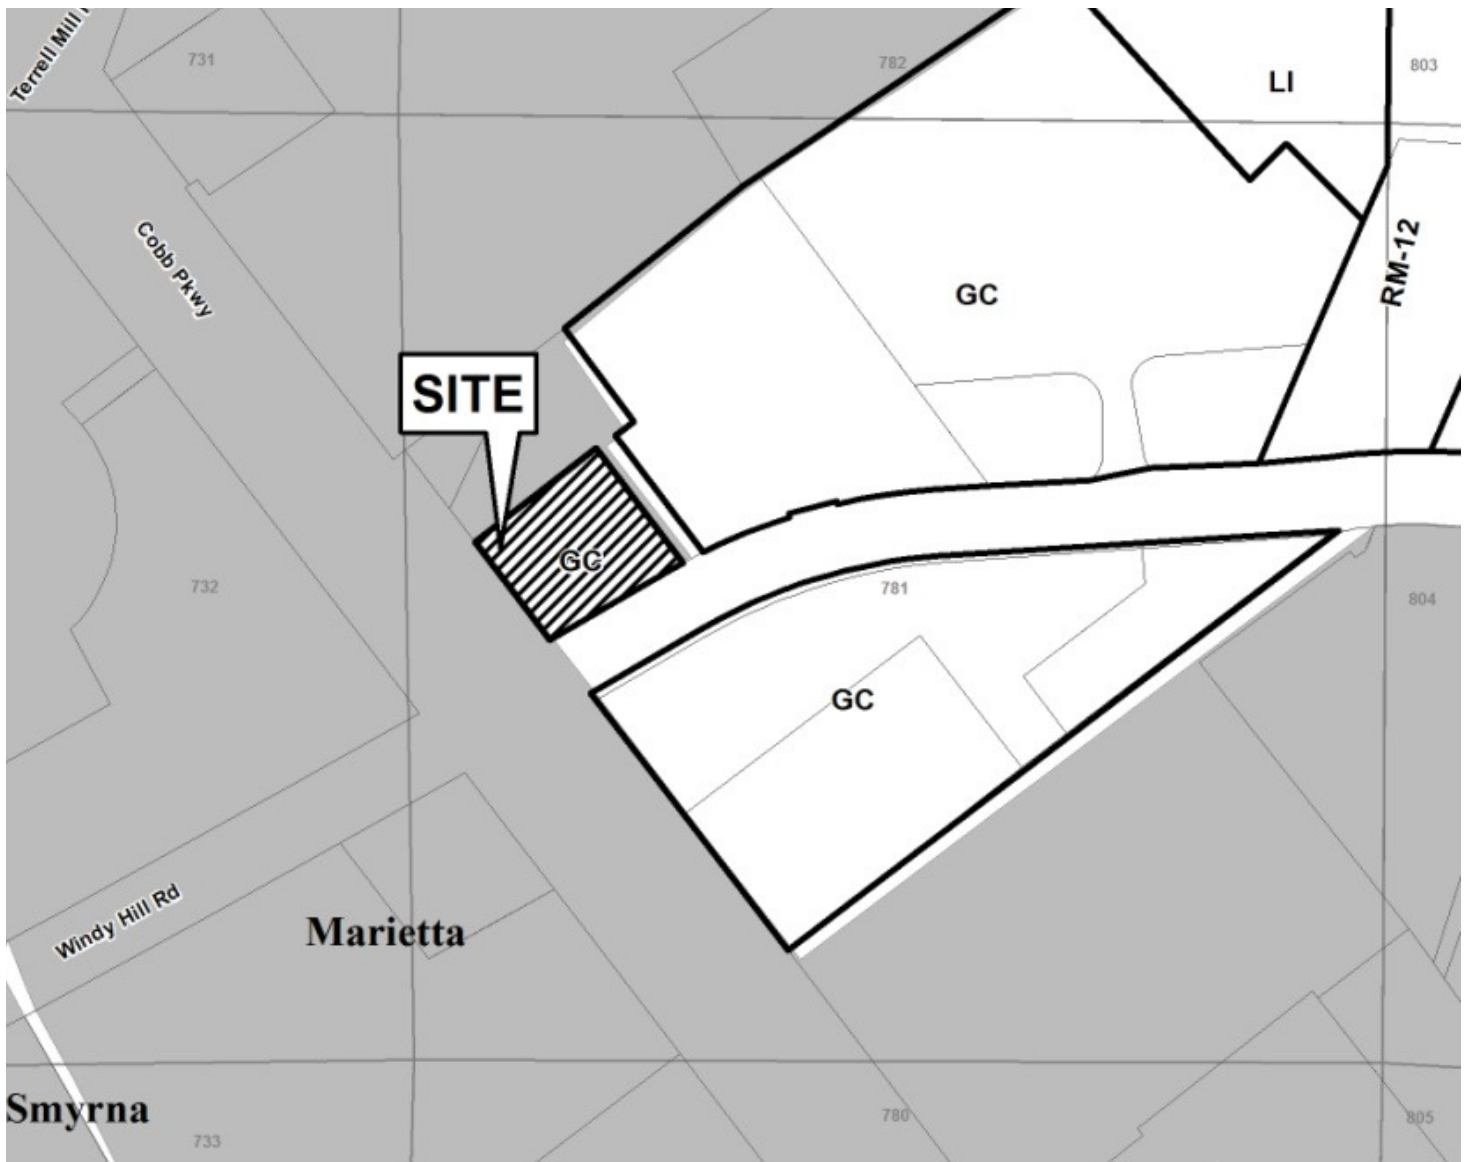 Terrell Mill
731
782
LI
803
Cobb Pkwy
RM-12
GC
SITE
GC
732
781
804
GC
Windy Hill Rd
Marietta
Smyrna
733
780
805